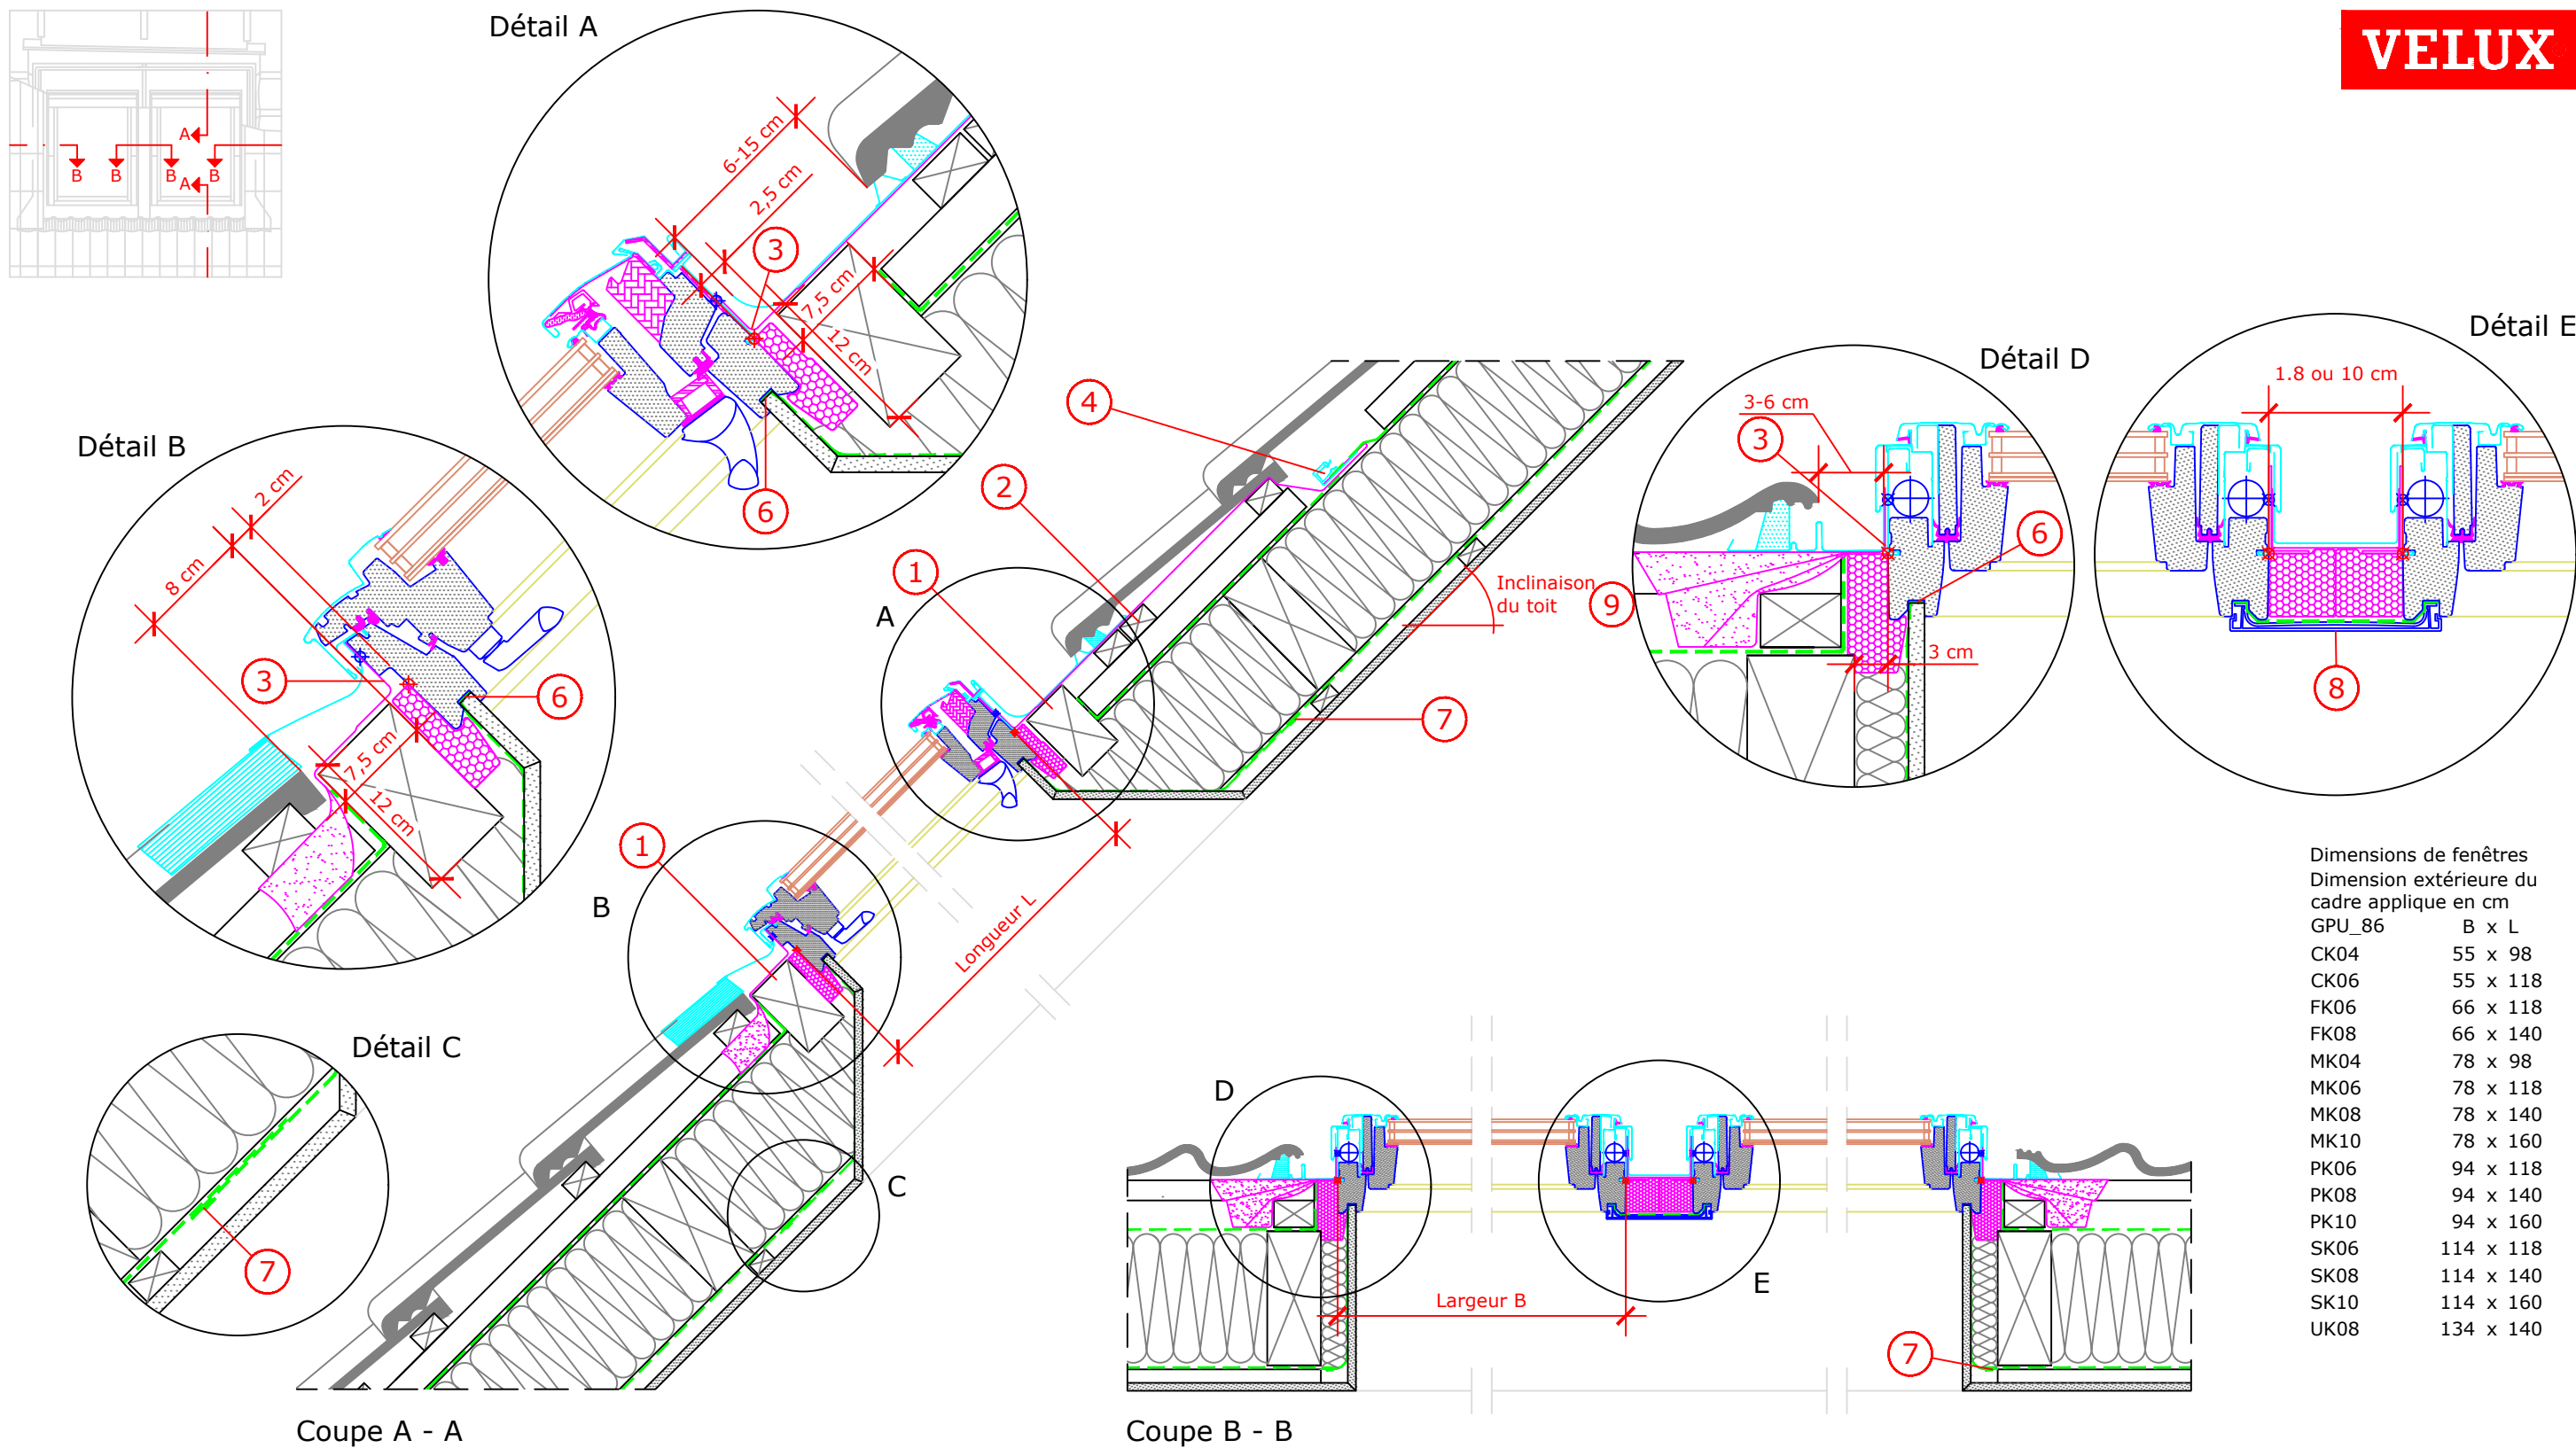 VELUX
A
A
B
B
B
B
Détail A
6-15 cm
2,5 cm
3
7,5 cm
12 cm
6
Détail B
2 cm
8 cm
3
6
7,5 cm
12 cm
Détail C
7
4
2
1
A
Inclinaison
du toit
7
1
B
Longueur L
C
Coupe A - A
Détail D
3-6 cm
3
6
9
3 cm
Détail E
1.8 ou 10 cm
8
D
E
Largeur B
7
Coupe B - B
Dimensions de fenêtres
Dimension extérieure du
cadre applique en cm
GPU_86 B x L
CK04 55 x 98
CK06 55 x 118
FK06 66 x 118
FK08 66 x 140
MK04 78 x 98
MK06 78 x 118
MK08 78 x 140
MK10 78 x 160
PK06 94 x 118
PK08 94 x 140
PK10 94 x 160
SK06 114 x 118
SK08 114 x 140
SK10 114 x 160
UK08 134 x 140